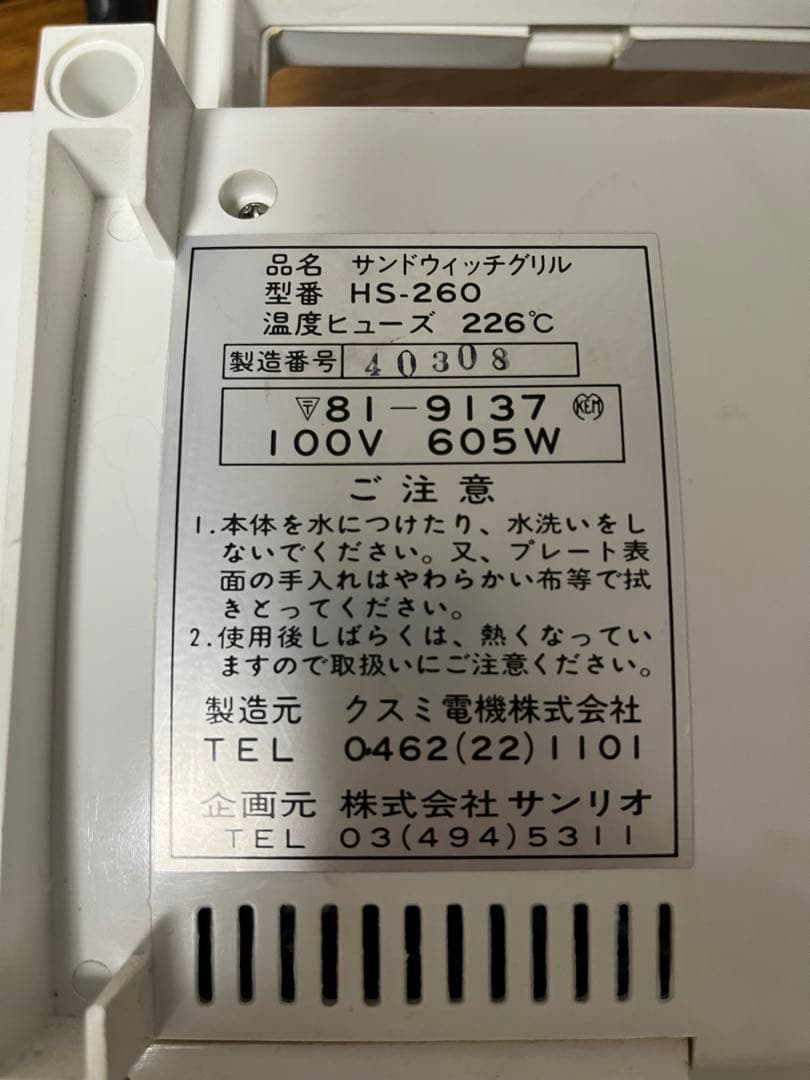 品名 サンドウィッチグリル
型番 HS-260
温度ヒューズ 226℃
製造番号 40308
〒81-9137 KEM
100V 605W
ご注意
1.本体を水につけたり、水洗いをし
ないでください。又、プレート表
面の手入れはやわらかい布等で拭
きとってください。
2.使用後しばらくは、熱くなってい
ますので取扱いにご注意ください。
製造元 クスミ電機株式会社
TEL 0462(22)1101
企画元 株式会社サンリオ
TEL 03(494)5311